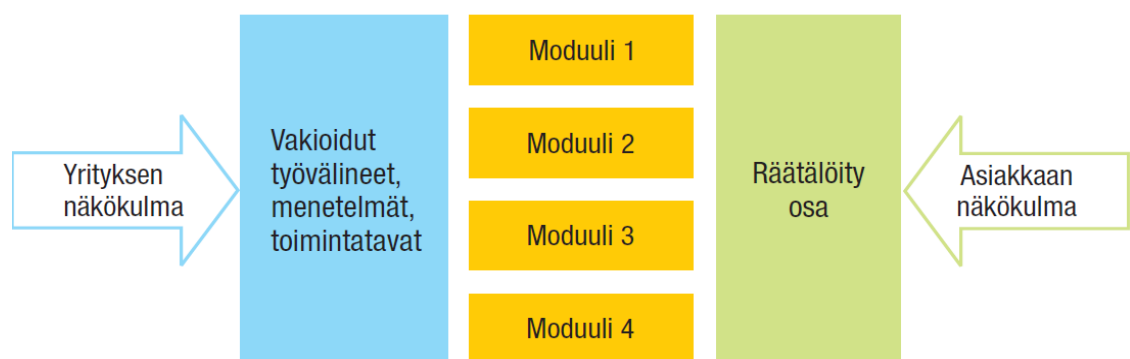 Yrityksen
näkökulma
Vakioidut
työvälineet,
menetelmät,
toimintatavat
Moduuli 1
Moduuli 2
Moduuli 3
Moduuli 4
Räätälöity
osa
Asiakkaan
näkökulma